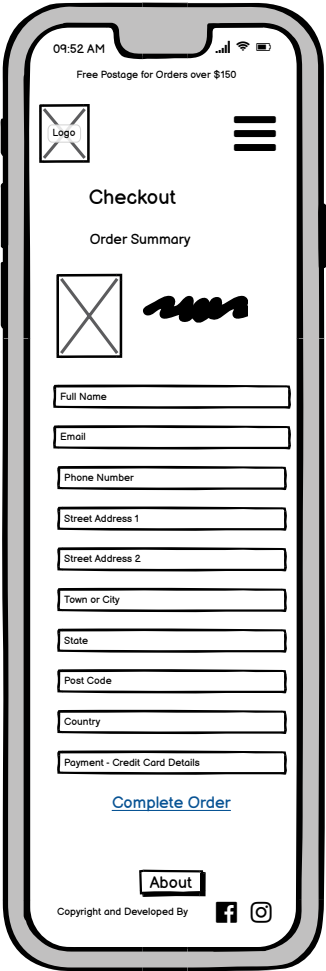 09:52 AM
Free Postage for Orders over $150
Logo
Checkout
Order Summary
Full Name
Email
Phone Number
Street Address 1
Street Address 2
Town or City
State
Post Code
Country
Payment - Credit Card Details
Complete Order
About
Copyright and Developed By